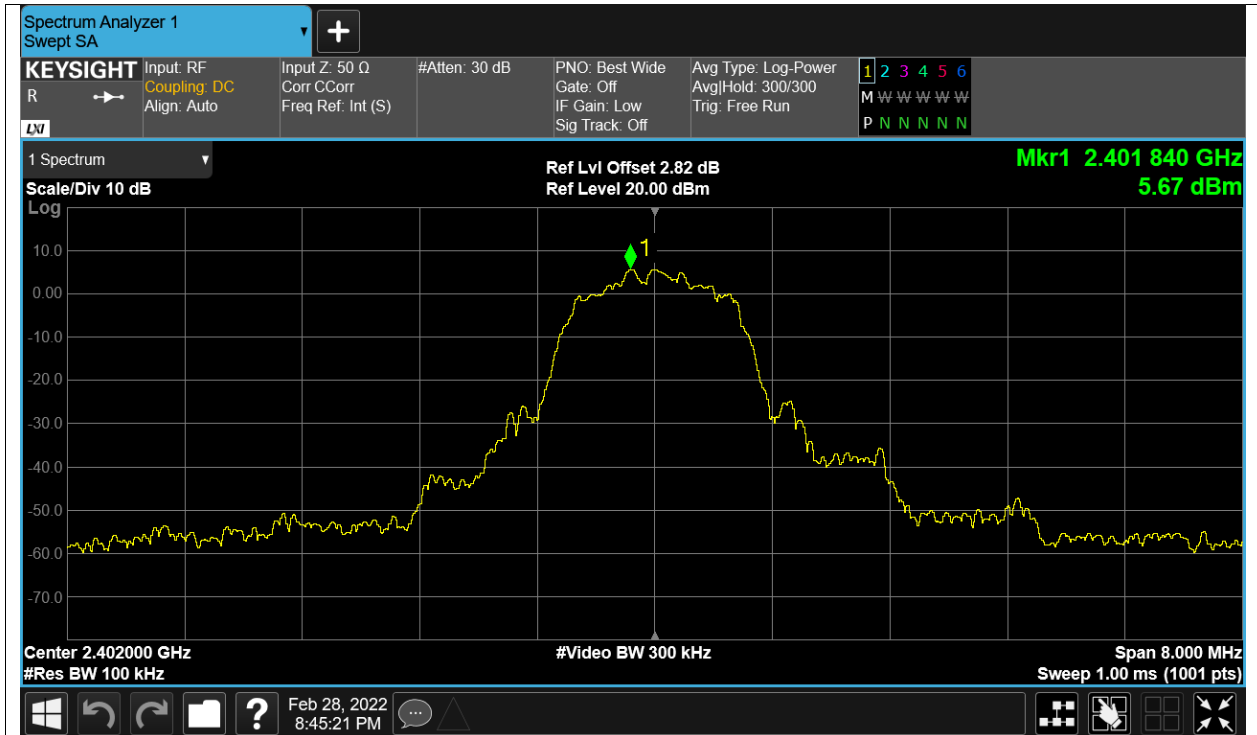 Spectrum Analyzer 1
Swept SA
KEYSIGHT
R
LXI
Input: RF
Coupling: DC
Align: Auto
Input Z: 50 Ω
Corr CCorr
Freq Ref: Int (S)
#Atten: 30 dB
PNO: Best Wide
Gate: Off
IF Gain: Low
Sig Track: Off
Avg Type: Log-Power
Avg|Hold: 300/300
Trig: Free Run
1 2 3 4 5 6
M W W W W W
P N N N N N
1 Spectrum
Scale/Div 10 dB
Log
Ref Lvl Offset 2.82 dB
Ref Level 20.00 dBm
Mkr1 2.401 840 GHz
5.67 dBm
1
10.0
0.00
-10.0
-20.0
-30.0
-40.0
-50.0
-60.0
-70.0
Center 2.402000 GHz
#Res BW 100 kHz
#Video BW 300 kHz
Span 8.000 MHz
Sweep 1.00 ms (1001 pts)
?
Feb 28, 2022
8:45:21 PM